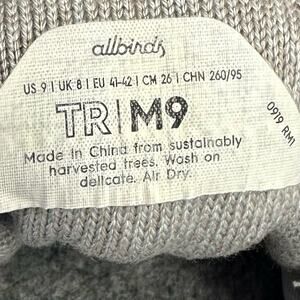 allbirds
US 9 | UK 8 | EU 41-42 | CM 26 | CHN 260/95
TR | M9
Made in China from sustainably
harvested trees. Wash on
delicate. Air Dry.
0919 RM1